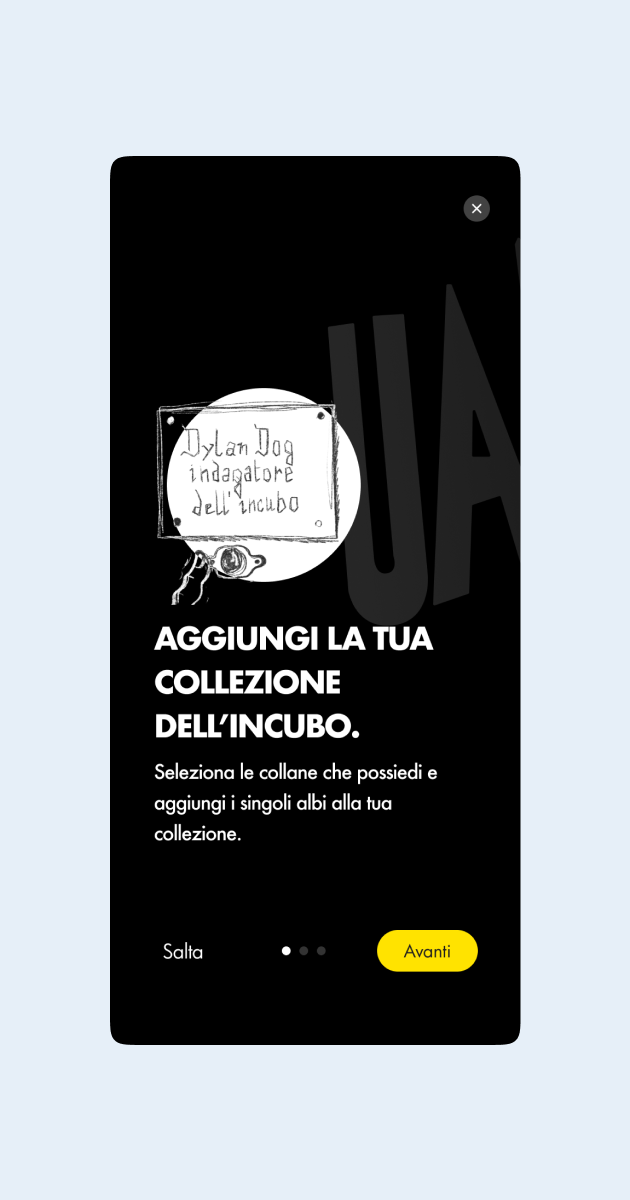 UA
Dylan Dog
indagatore
dell'incubo
AGGIUNGI LA TUA
COLLEZIONE
DELL'INCUBO.
Seleziona le collane che possiedi e
aggiungi i singoli albi alla tua
collezione.
Salta
Avanti